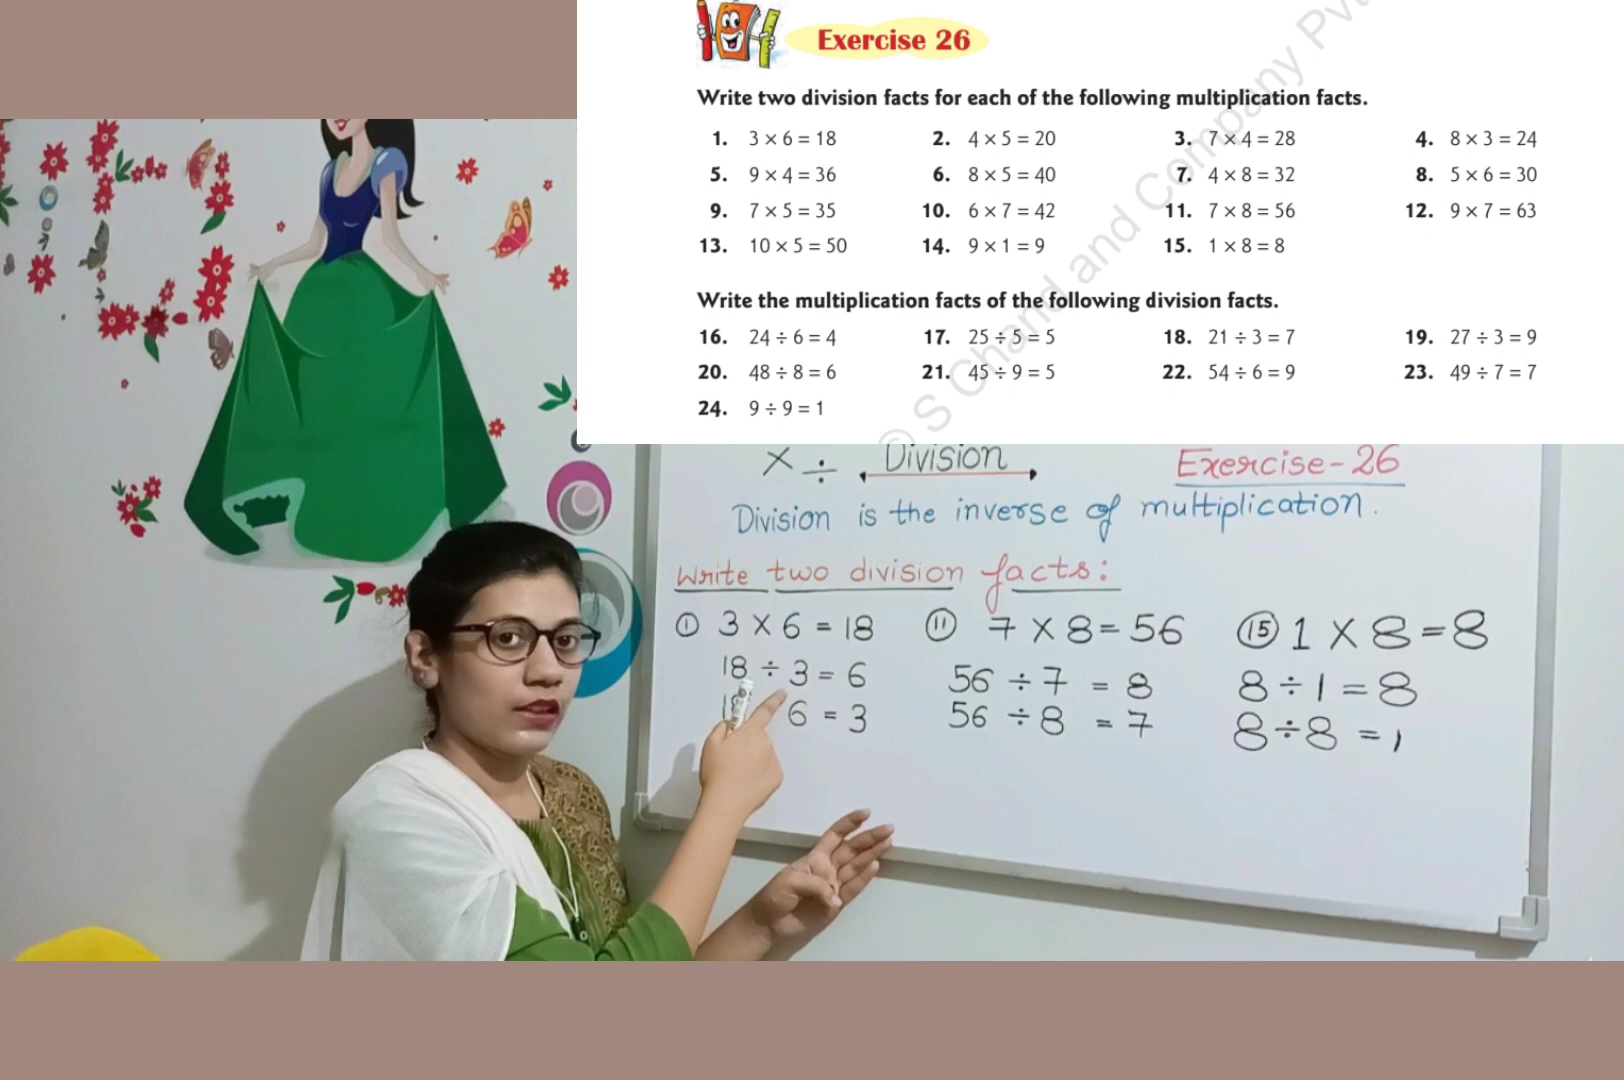 Exercise 26
Write two division facts for each of the following multiplication facts.
1. 3 × 6 = 18 2. 4 × 5 = 20 3. 7 × 4 = 28 4. 8 × 3 = 24
5. 9 × 4 = 36 6. 8 × 5 = 40 7. 4 × 8 = 32 8. 5 × 6 = 30
9. 7 × 5 = 35 10. 6 × 7 = 42 11. 7 × 8 = 56 12. 9 × 7 = 63
13. 10 × 5 = 50 14. 9 × 1 = 9 15. 1 × 8 = 8
Write the multiplication facts of the following division facts.
16. 24 ÷ 6 = 4 17. 25 ÷ 5 = 5 18. 21 ÷ 3 = 7 19. 27 ÷ 3 = 9
20. 48 ÷ 8 = 6 21. 45 ÷ 9 = 5 22. 54 ÷ 6 = 9 23. 49 ÷ 7 = 7
24. 9 ÷ 9 = 1
© S Chand and Company Pvt
× ÷ Division Exercise-26
Division is the inverse of multiplication.
Write two division facts:
① 3 × 6 = 18 ⑪ 7 × 8 = 56 ⑮ 1 × 8 = 8
18 ÷ 3 = 6 56 ÷ 7 = 8 8 ÷ 1 = 8
6 = 3 56 ÷ 8 = 7 8 ÷ 8 = 1